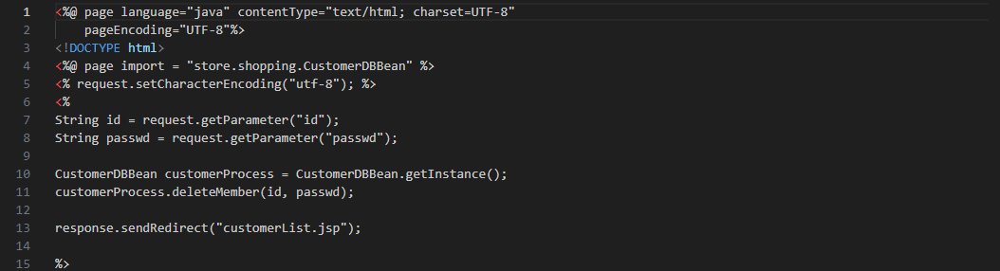 1 <%@ page language="java" contentType="text/html; charset=UTF-8"
2     pageEncoding="UTF-8"%>
3 <!DOCTYPE html>
4 <%@ page import = "store.shopping.CustomerDBBean" %>
5 <% request.setCharacterEncoding("utf-8"); %>
6 <%
7 String id = request.getParameter("id");
8 String passwd = request.getParameter("passwd");
9
10 CustomerDBBean customerProcess = CustomerDBBean.getInstance();
11 customerProcess.deleteMember(id, passwd);
12
13 response.sendRedirect("customerList.jsp");
14
15 %>